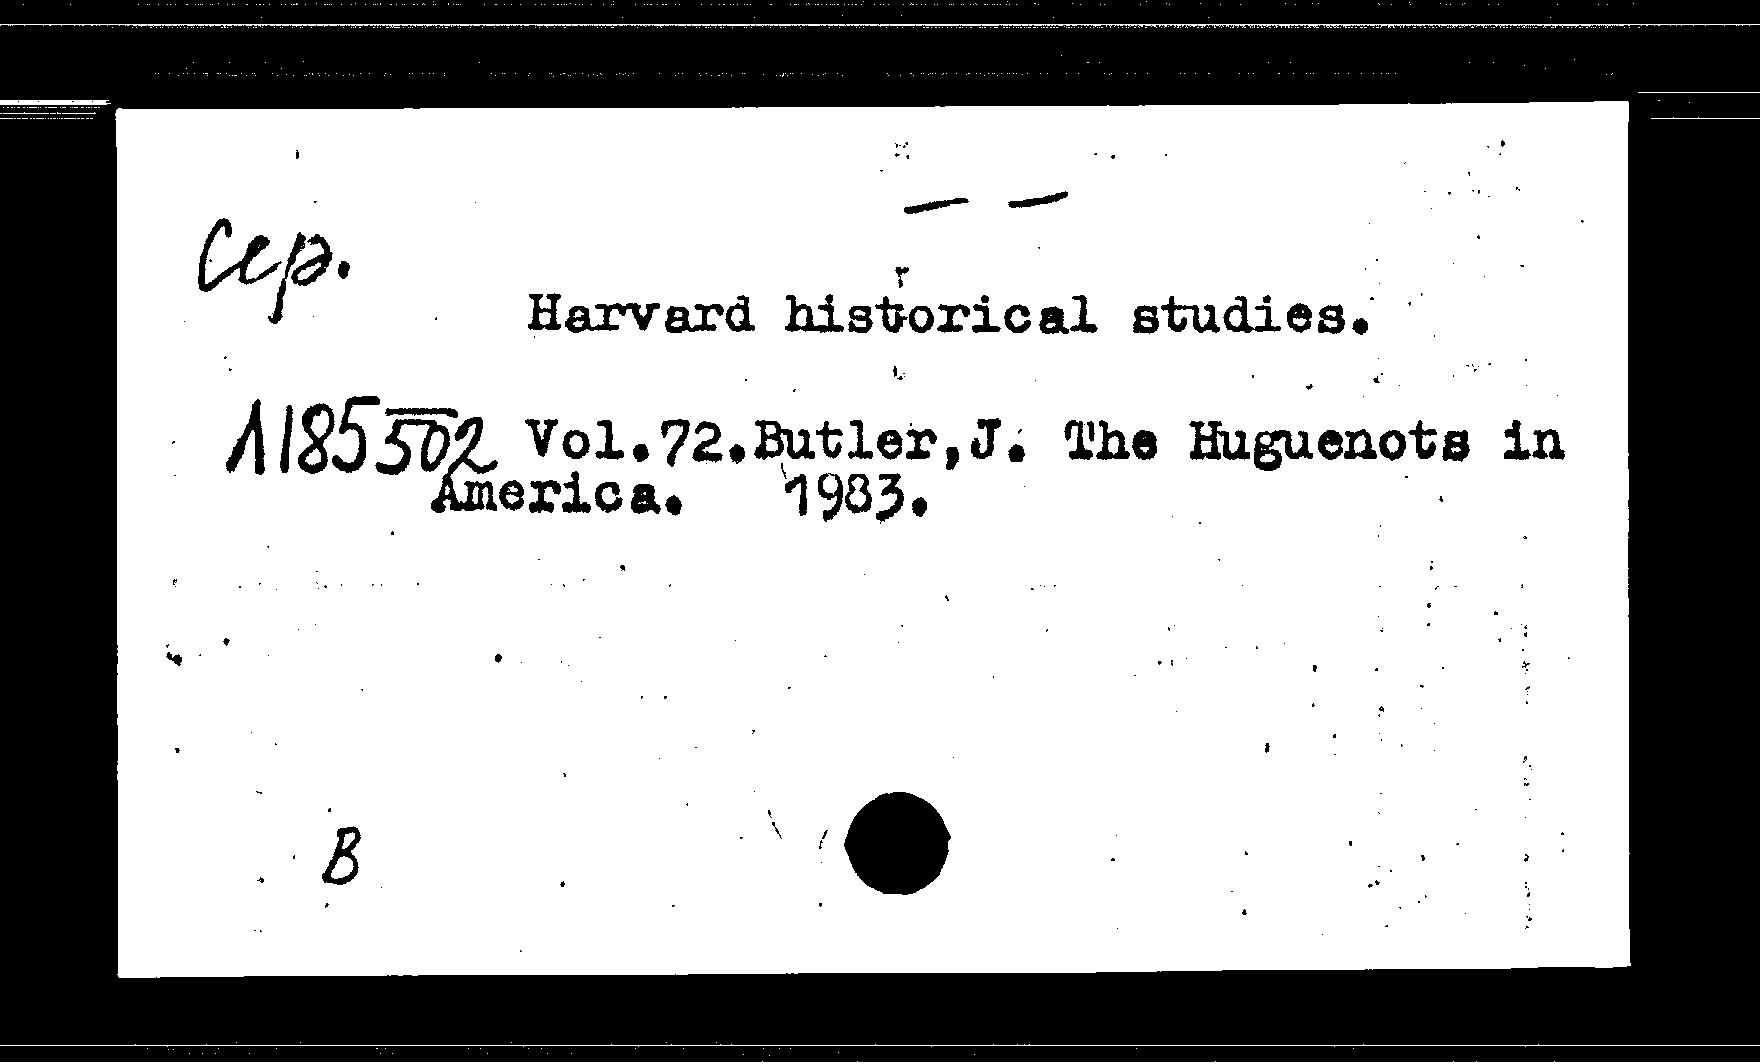 — —
Сер.
Harvard historical studies.
1185502 Vol.72.Butler,J. The Huguenots in
America. 1983.
В